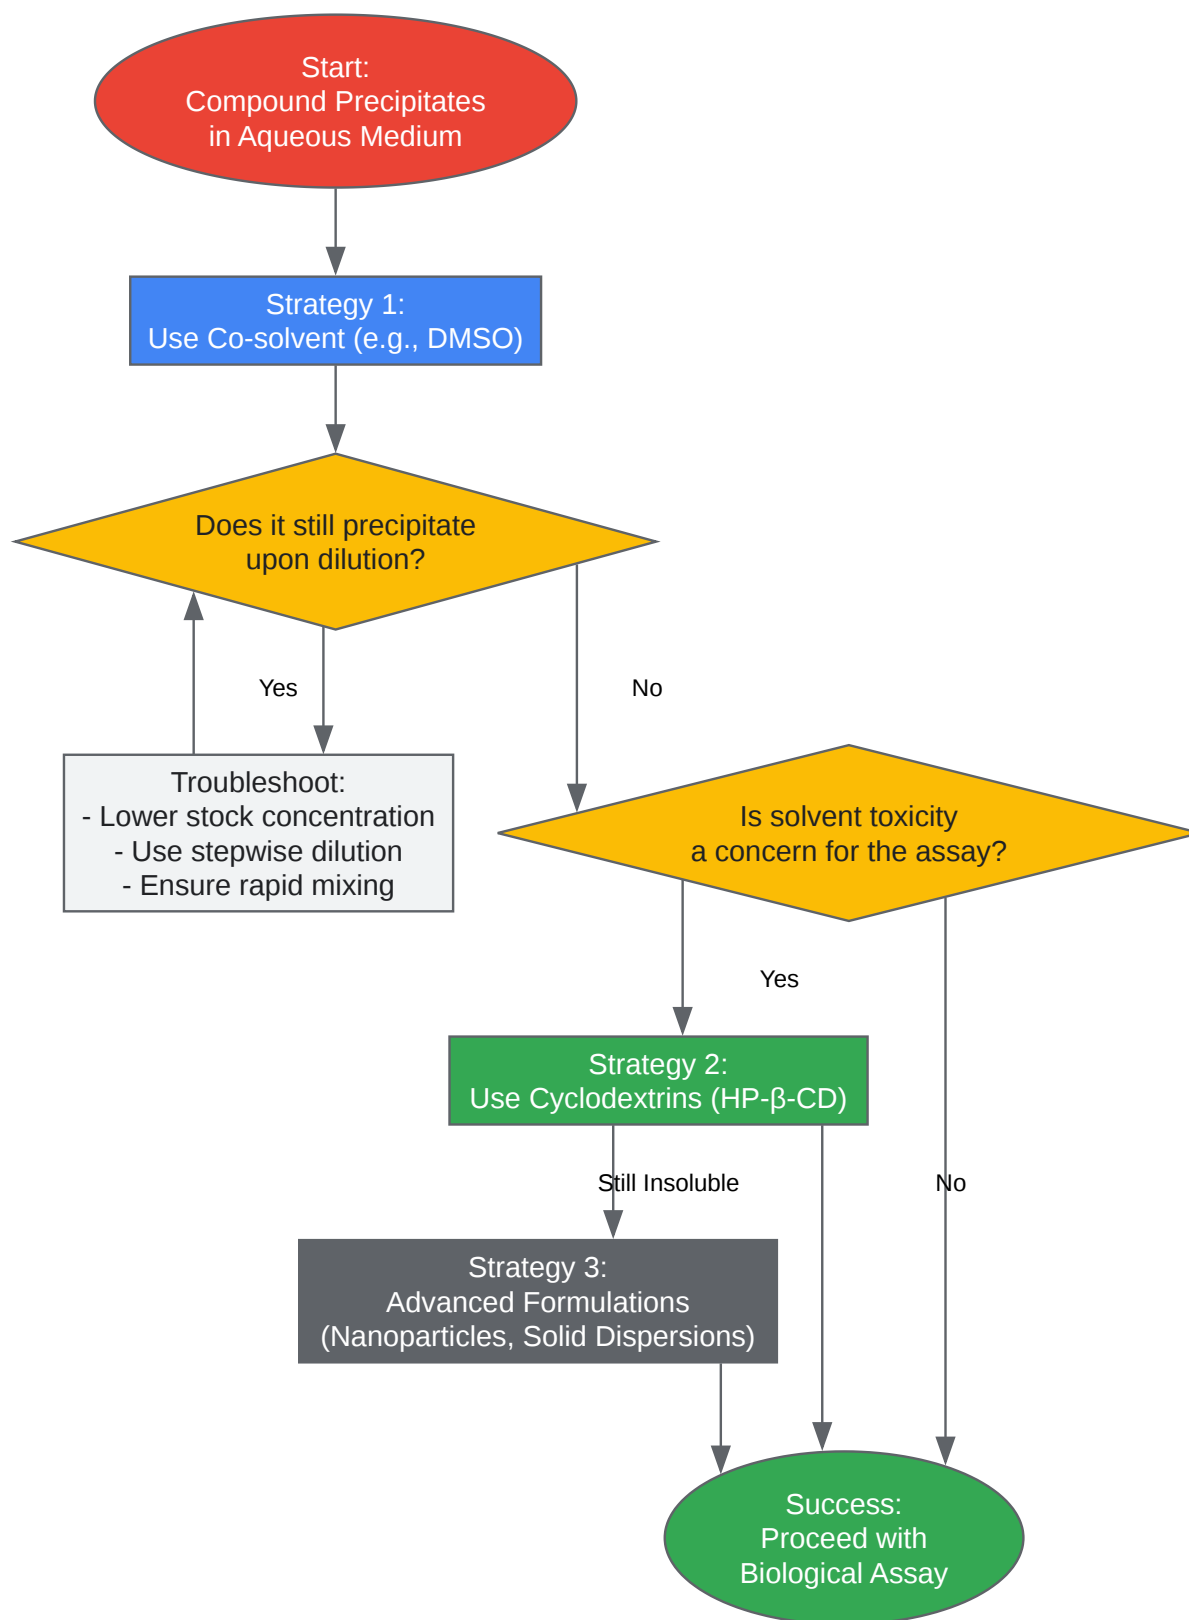 Start:
Compound Precipitates
in Aqueous Medium
Strategy 1:
Use Co-solvent (e.g., DMSO)
Does it still precipitate
upon dilution?
Yes
No
Troubleshoot:
- Lower stock concentration
- Use stepwise dilution
- Ensure rapid mixing
Is solvent toxicity
a concern for the assay?
Yes
Strategy 2:
Use Cyclodextrins (HP-β-CD)
Still Insoluble
No
Strategy 3:
Advanced Formulations
(Nanoparticles, Solid Dispersions)
Success:
Proceed with
Biological Assay